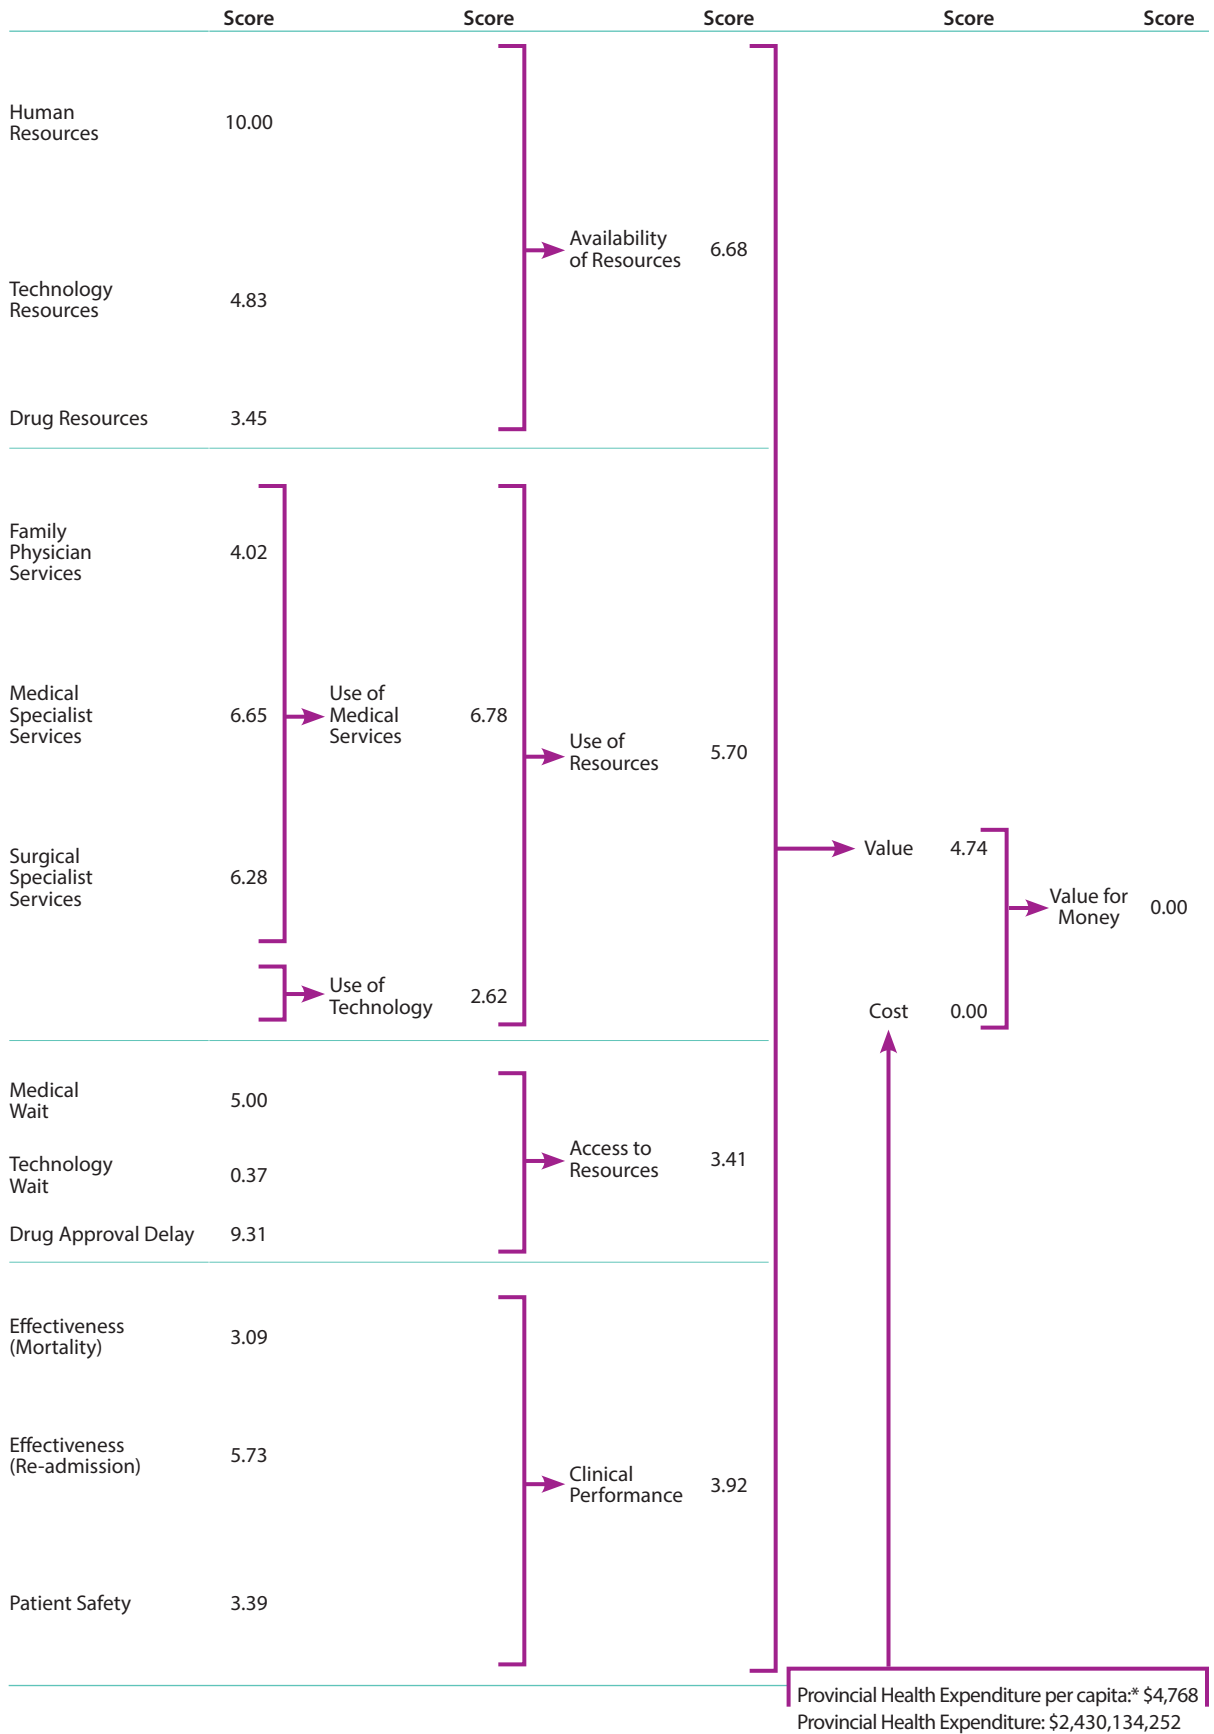 Score Score Score Score Score
Human
Resources
10.00
Availability
of Resources
6.68
Technology
Resources
4.83
Drug Resources 3.45
Family
Physician
Services
4.02
Medical
Specialist
Services
6.65
Use of
Medical
Services
6.78
Use of
Resources
5.70
Surgical
Specialist
Services
6.28
Use of
Technology
2.62
Value 4.74
Value for
Money
0.00
Cost 0.00
Medical
Wait
5.00
Technology
Wait
0.37
Access to
Resources
3.41
Drug Approval Delay 9.31
Effectiveness
(Mortality)
3.09
Effectiveness
(Re-admission)
5.73
Clinical
Performance
3.92
Patient Safety 3.39
Provincial Health Expenditure per capita:* $4,768
Provincial Health Expenditure: $2,430,134,252